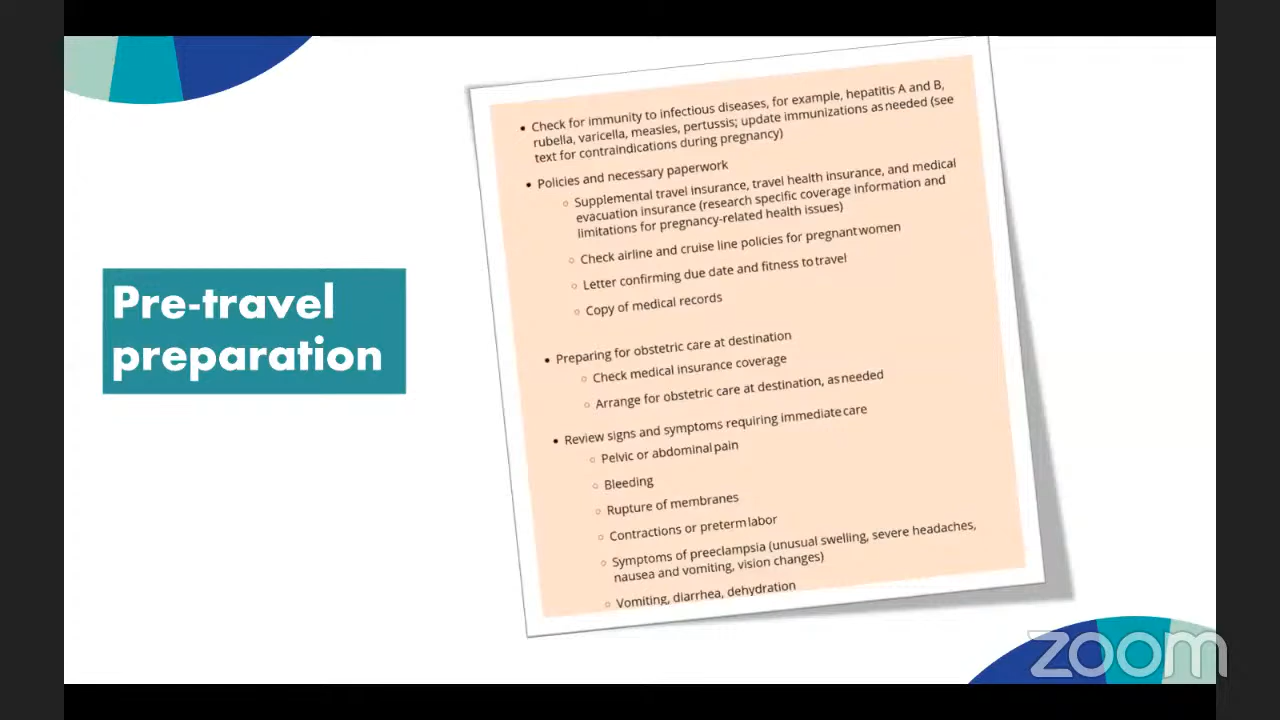 Pre-travel
preparation
• Check for immunity to infectious diseases, for example, hepatitis A and B,
rubella, varicella, measles, pertussis; update immunizations as needed (see
text for contraindications during pregnancy)
• Policies and necessary paperwork
○ Supplemental travel insurance, travel health insurance, and medical
evacuation insurance (research specific coverage information and
limitations for pregnancy-related health issues)
○ Check airline and cruise line policies for pregnant women
○ Letter confirming due date and fitness to travel
○ Copy of medical records
• Preparing for obstetric care at destination
○ Check medical insurance coverage
○ Arrange for obstetric care at destination, as needed
• Review signs and symptoms requiring immediate care
○ Pelvic or abdominal pain
○ Bleeding
○ Rupture of membranes
○ Contractions or preterm labor
○ Symptoms of preeclampsia (unusual swelling, severe headaches,
nausea and vomiting, vision changes)
○ Vomiting, diarrhea, dehydration
zoom